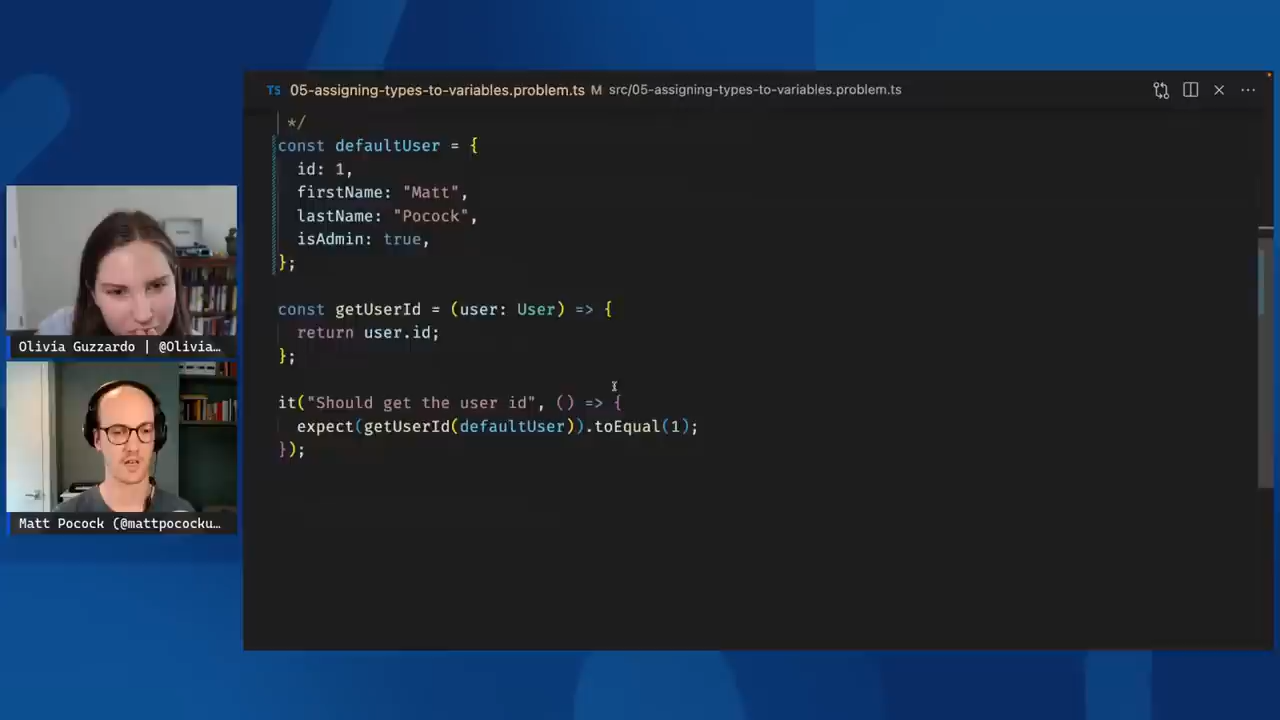 TS 05-assigning-types-to-variables.problem.ts M src/05-assigning-types-to-variables.problem.ts
*/
const defaultUser = {
  id: 1,
  firstName: "Matt",
  lastName: "Pocock",
  isAdmin: true,
};
const getUserId = (user: User) => {
  return user.id;
};
it("Should get the user id", () => {
  expect(getUserId(defaultUser)).toEqual(1);
});
Olivia Guzzardo | @Olivia…
Matt Pocock (@mattpococku…